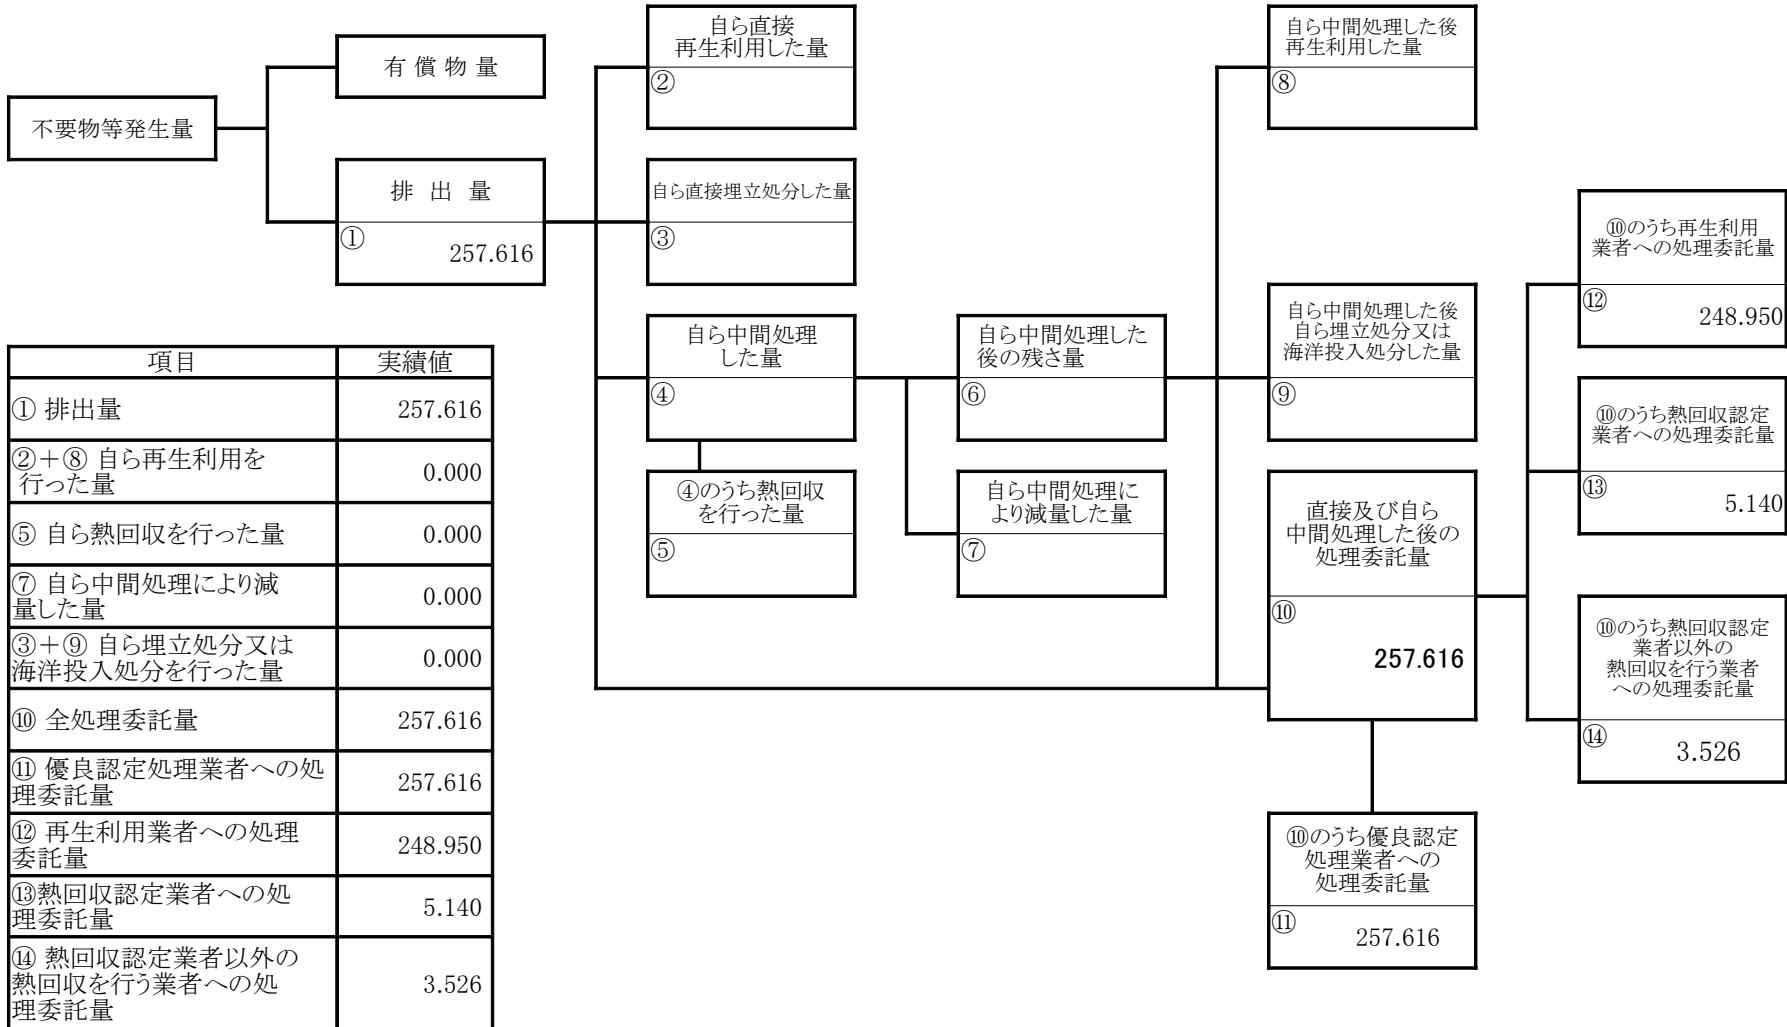 不要物等発生量
有 償 物 量
排 出 量
①
257.616
自ら直接
再生利用した量
②
自ら直接埋立処分した量
③
自ら中間処理
した量
④
④のうち熱回収
を行った量
⑤
自ら中間処理した
後の残さ量
⑥
自ら中間処理に
より減量した量
⑦
自ら中間処理した後
再生利用した量
⑧
自ら中間処理した後
自ら埋立処分又は
海洋投入処分した量
⑨
直接及び自ら
中間処理した後の
処理委託量
⑩
257.616
⑩のうち優良認定
処理業者への
処理委託量
⑪
257.616
⑩のうち再生利用
業者への処理委託量
⑫
248.950
⑩のうち熱回収認定
業者への処理委託量
⑬
5.140
⑩のうち熱回収認定
業者以外の
熱回収を行う業者
への処理委託量
⑭
3.526
項目 実績値
① 排出量 257.616
②+⑧ 自ら再生利用を
行った量 0.000
⑤ 自ら熱回収を行った量 0.000
⑦ 自ら中間処理により減
量した量 0.000
③+⑨ 自ら埋立処分又は
海洋投入処分を行った量 0.000
⑩ 全処理委託量 257.616
⑪ 優良認定処理業者への処
理委託量 257.616
⑫ 再生利用業者への処理
委託量 248.950
⑬熱回収認定業者への処
理委託量 5.140
⑭ 熱回収認定業者以外の
熱回収を行う業者への処
理委託量 3.526